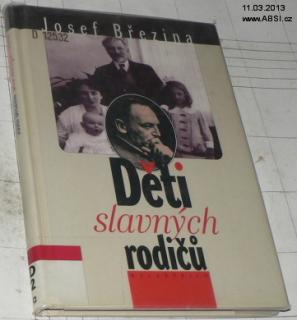 11.03.2013
www.ABSI.cz
Josef Březina
D 12532
Děti
slavných
rodičů